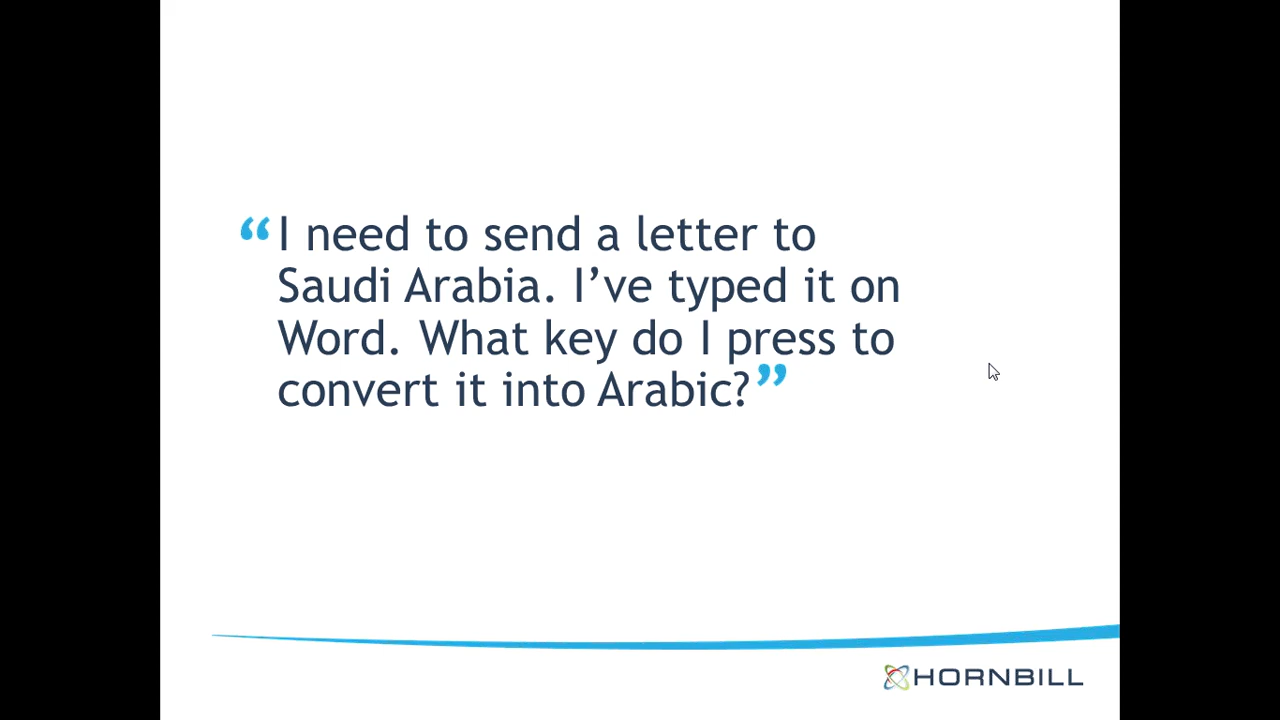 “I need to send a letter to
Saudi Arabia. I’ve typed it on
Word. What key do I press to
convert it into Arabic?”
HORNBILL